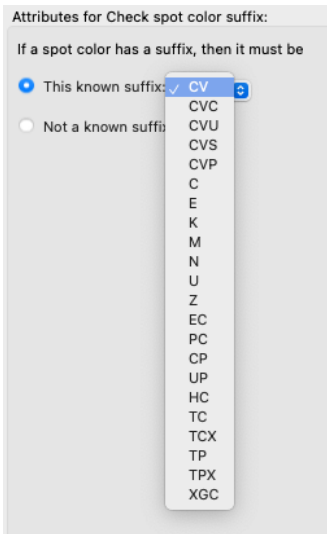 Attributes for Check spot color suffix:
If a spot color has a suffix, then it must be
This known suffix: ✓ CV
CVC
Not a known suffi
CVU
CVS
CVP
C
E
K
M
N
U
Z
EC
PC
CP
UP
HC
TC
TCX
TP
TPX
XGC